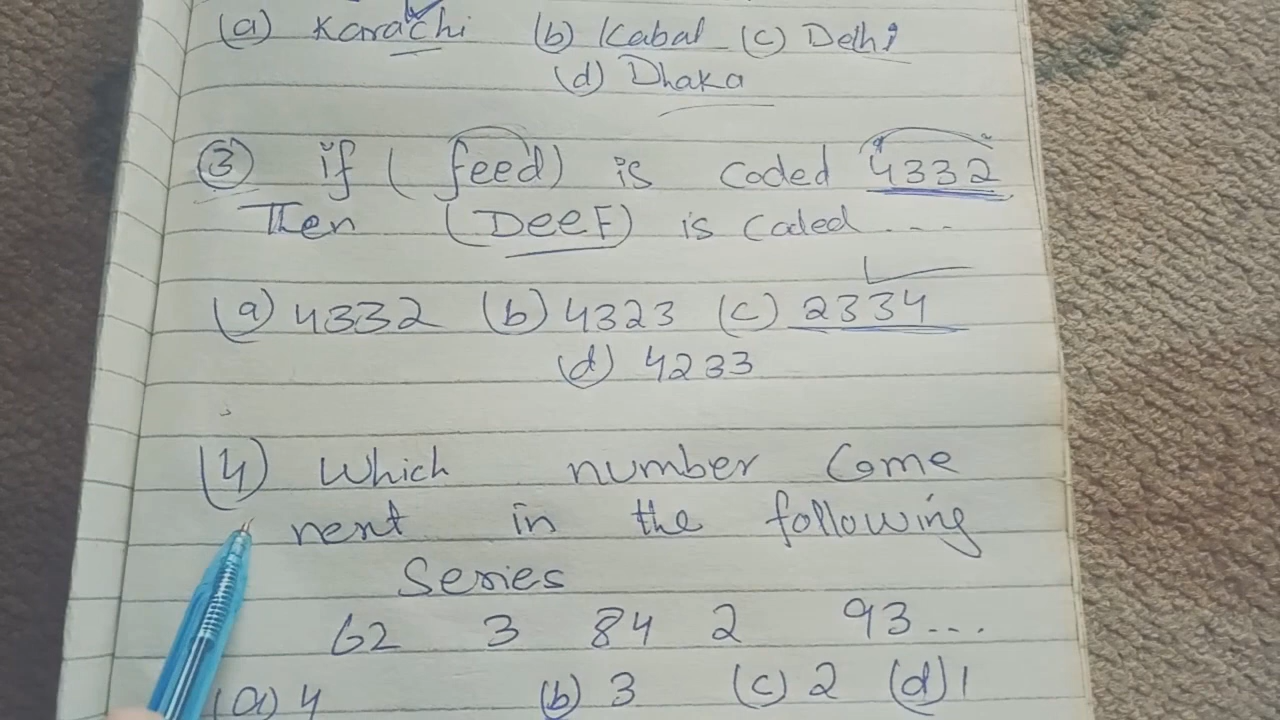 (a) Karachi (b) Kabal (c) Delhi
(d) Dhaka
(3) if ( feed) is coded 4332
Then (Deef) is Coded ....
(a) 4332 (b) 4323 (c) 2334
(d) 4233
(4) Which number Come
next in the following
Series
62 3 84 2 93...
(a) 4 (b) 3 (c) 2 (d) 1